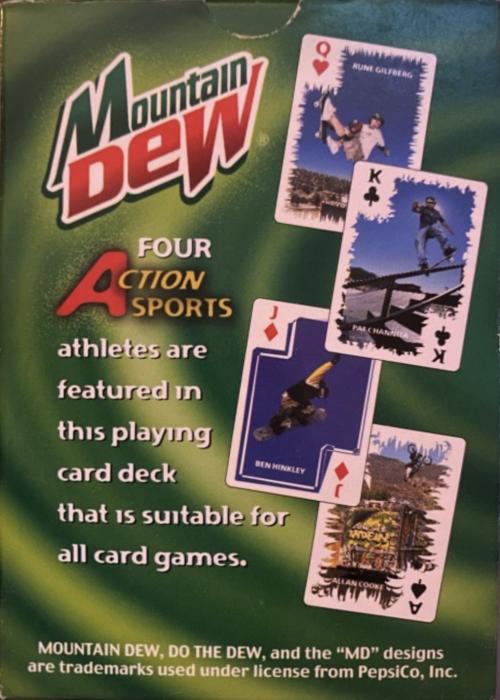 Mountain
Dew®
FOUR
ACTION
SPORTS
athletes are
featured in
this playing
card deck
that is suitable for
all card games.
Q
RUNE GLIFBERG
K
PAT CHANNITA
K
J
BEN HINKLEY
J
ALLAN COOKE
A
MOUNTAIN DEW, DO THE DEW, and the "MD" designs
are trademarks used under license from PepsiCo, Inc.